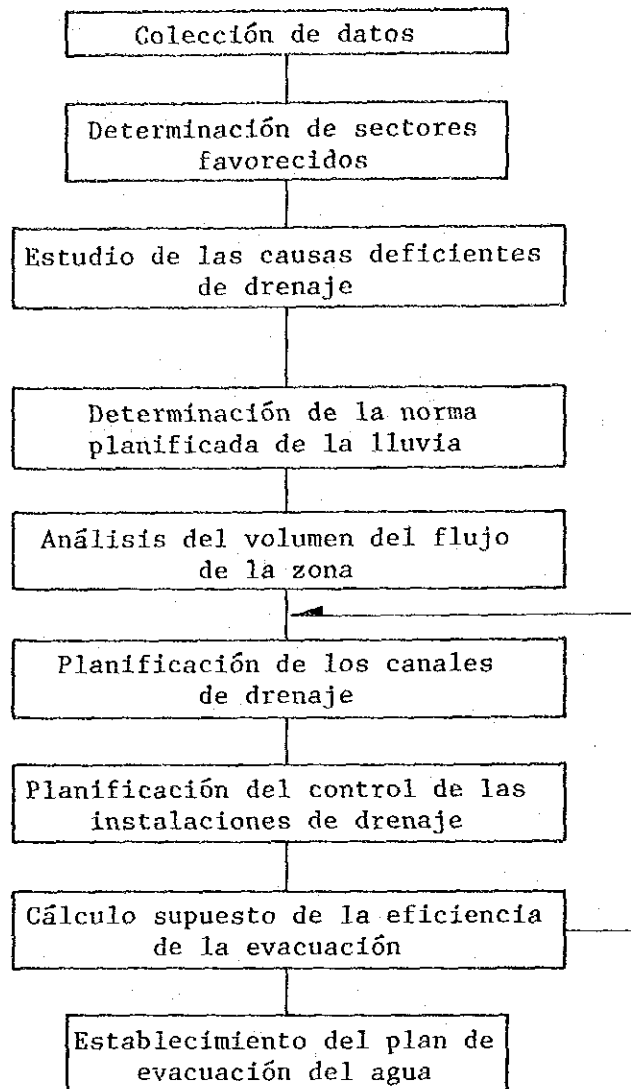 Colección de datos
Determinación de sectores
favorecidos
Estudio de las causas deficientes
de drenaje
Determinación de la norma
planificada de la lluvia
Análisis del volumen del flujo
de la zona
Planificación de los canales
de drenaje
Planificación del control de las
instalaciones de drenaje
Cálculo supuesto de la eficiencia
de la evacuación
Establecimiento del plan de
evacuación del agua